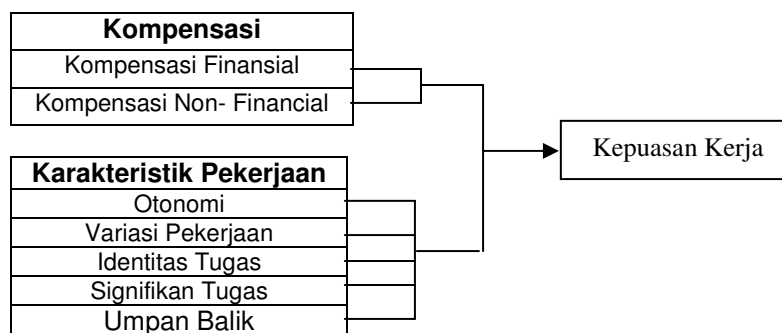 Kompensasi
Kompensasi Finansial
Kompensasi Non- Financial
Kepuasan Kerja
Karakteristik Pekerjaan
Otonomi
Variasi Pekerjaan
Identitas Tugas
Signifikan Tugas
Umpan Balik